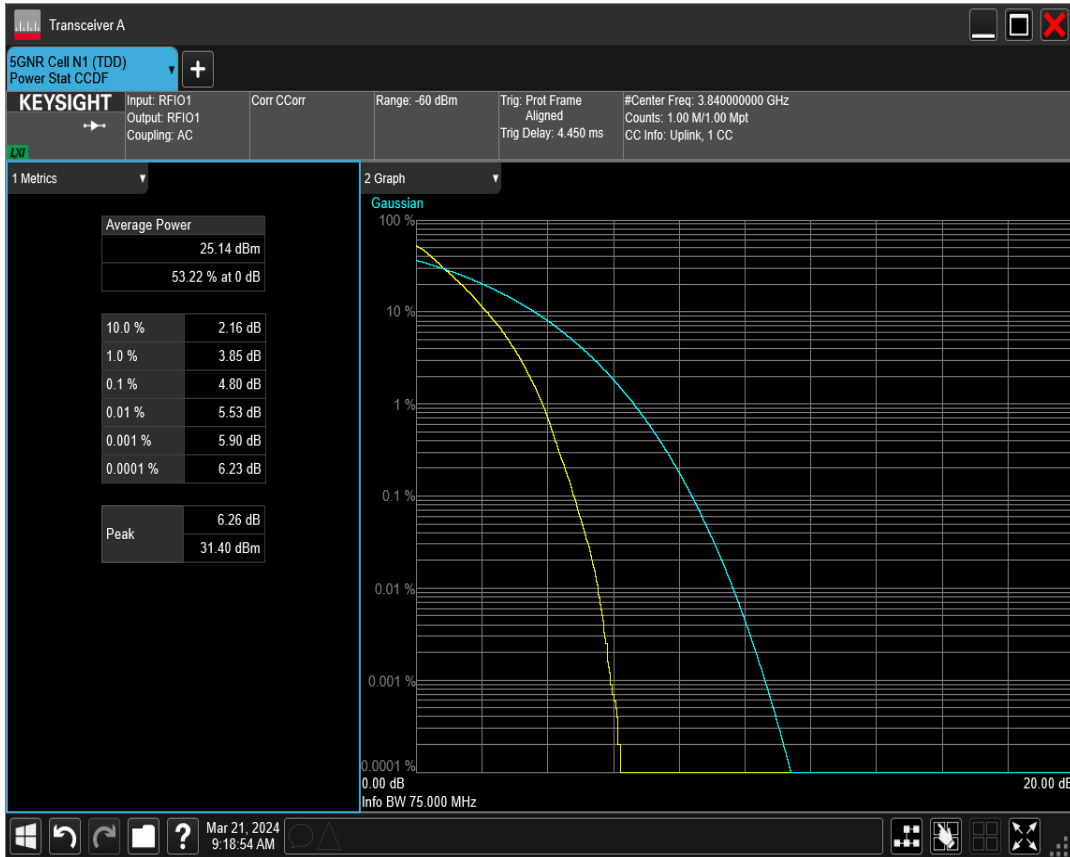 Transceiver A
5GNR Cell N1 (TDD)
Power Stat CCDF
KEYSIGHT
LXI
Input: RFIO1
Output: RFIO1
Coupling: AC
Corr CCorr
Range: -60 dBm
Trig: Prot Frame
Aligned
Trig Delay: 4.450 ms
#Center Freq: 3.840000000 GHz
Counts: 1.00 M/1.00 Mpt
CC Info: Uplink, 1 CC
1 Metrics
Average Power
25.14 dBm
53.22 % at 0 dB
10.0 % 2.16 dB
1.0 % 3.85 dB
0.1 % 4.80 dB
0.01 % 5.53 dB
0.001 % 5.90 dB
0.0001 % 6.23 dB
Peak 6.26 dB
31.40 dBm
2 Graph
Gaussian
100 %
10 %
1 %
0.1 %
0.01 %
0.001 %
0.0001 %
0.00 dB 20.00 dB
Info BW 75.000 MHz
Mar 21, 2024
9:18:54 AM